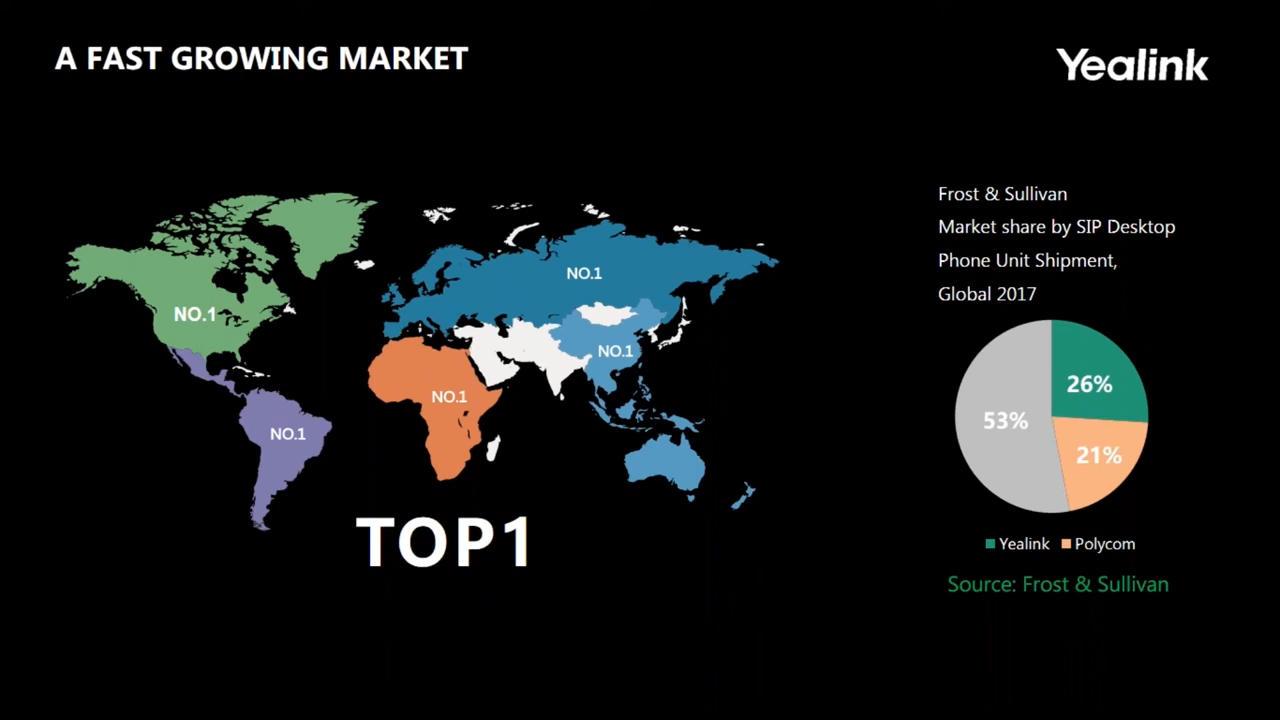 A FAST GROWING MARKET
Yealink
Frost & Sullivan
Market share by SIP Desktop
Phone Unit Shipment,
Global 2017
NO.1
NO.1
NO.1
NO.1
NO.1
TOP1
26%
53%
21%
Yealink Polycom
Source: Frost & Sullivan